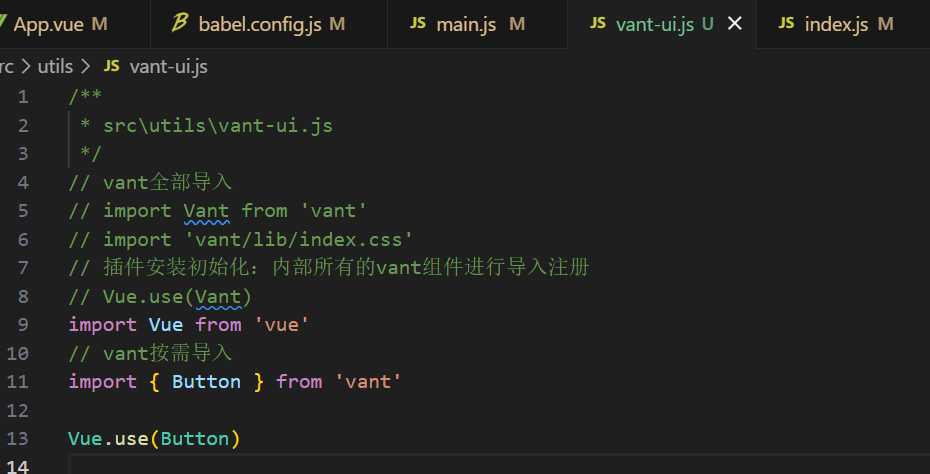 App.vue M babel.config.js M JS main.js M JS vant-ui.js U × JS index.js M
rc > utils > JS vant-ui.js
1 /**
2 * src\utils\vant-ui.js
3 */
4 // vant全部导入
5 // import Vant from 'vant'
6 // import 'vant/lib/index.css'
7 // 插件安装初始化：内部所有的vant组件进行导入注册
8 // Vue.use(Vant)
9 import Vue from 'vue'
10 // vant按需导入
11 import { Button } from 'vant'
12
13 Vue.use(Button)
14